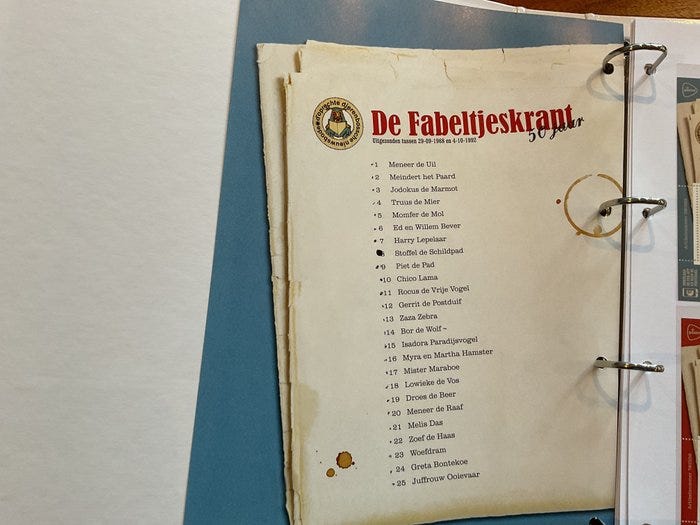 De Fabeltjeskrant
50 jaar
Uitgezonden tussen 29-09-1968 en 4-10-1992
1 Meneer de Uil
2 Meindert het Paard
3 Jodokus de Marmot
4 Truus de Mier
5 Momfer de Mol
6 Ed en Willem Bever
7 Harry Lepelaar
Stoffel de Schildpad
9 Piet de Pad
10 Chico Lama
11 Rocus de Vrije Vogel
12 Gerrit de Postduif
13 Zaza Zebra
14 Bor de Wolf ~
15 Isadora Paradijsvogel
16 Myra en Martha Hamster
17 Mister Maraboe
18 Lowieke de Vos
19 Droes de Beer
20 Meneer de Raaf
21 Melis Das
22 Zoef de Haas
23 Woefdram
24 Greta Bontekoe
25 Juffrouw Ooievaar